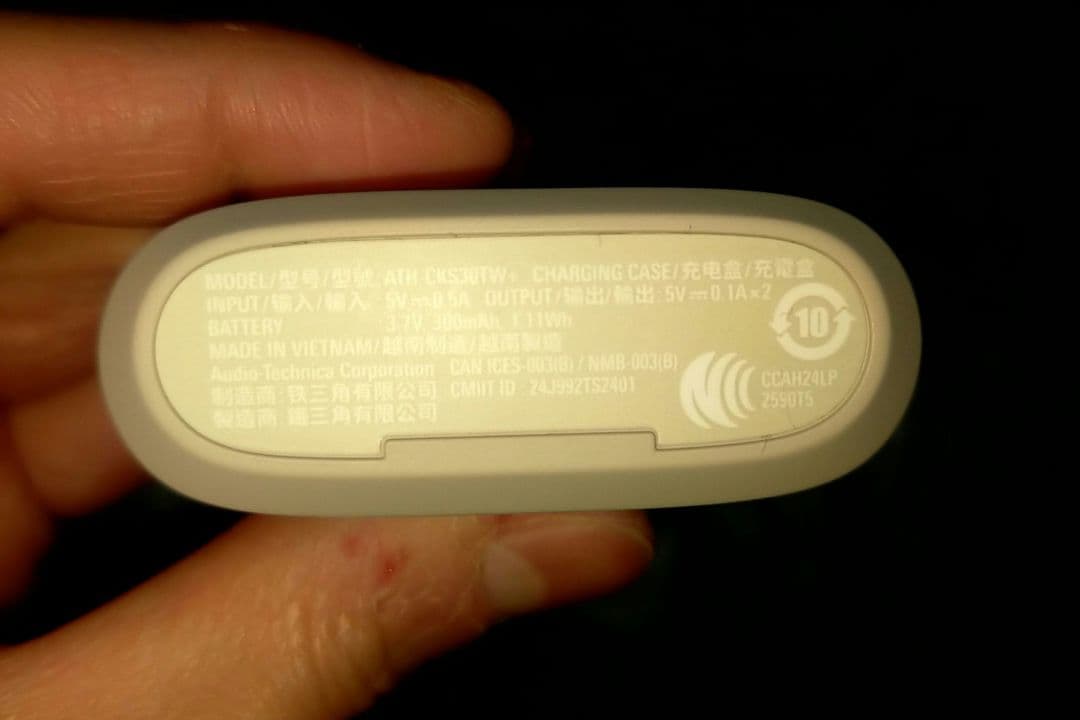 MODEL/型号/型號: ATH-CKS30TW+ CHARGING CASE/充电盒/充電盒
INPUT/输入/輸入: 5V⎓0.5A OUTPUT/输出/輸出: 5V⎓0.1A×2
BATTERY 3.7V, 300mAh, 1.11Wh
MADE IN VIETNAM/越南制造/越南製造
Audio-Technica Corporation CAN ICES-003(B) / NMB-003(B)
制造商: 铁三角有限公司 CMIIT ID: 24J992TS2401
製造商: 鐵三角有限公司
10
CCAH24LP
2590T5